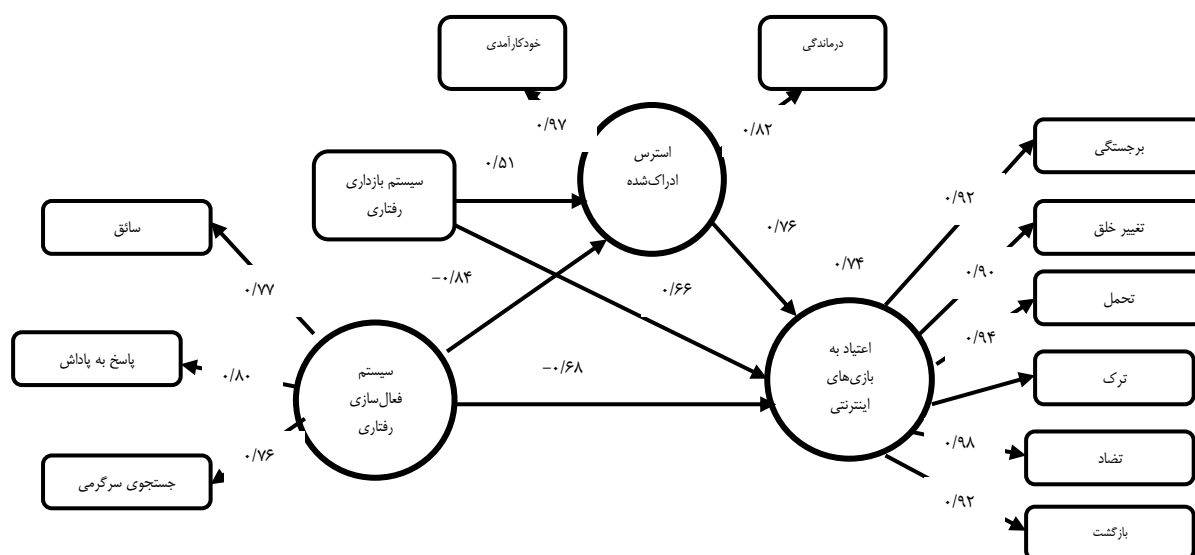 خودکارآمدی
درماندگی
۰/۹۷
۰/۸۲
استرس
ادراک‌شده
برجستگی
سیستم بازداری
رفتاری
۰/۵۱
۰/۹۲
سائق
تغییر خلق
۰/۷۶
۰/۷۴
۰/۹۰
-۰/۸۴
۰/۶۶
۰/۷۷
تحمل
۰/۹۴
پاسخ به پاداش
۰/۸۰
سیستم
فعال‌سازی
رفتاری
-۰/۶۸
اعتیاد به
بازی‌های
اینترنتی
ترک
۰/۷۶
جستجوی سرگرمی
۰/۹۸
تضاد
۰/۹۲
بازگشت